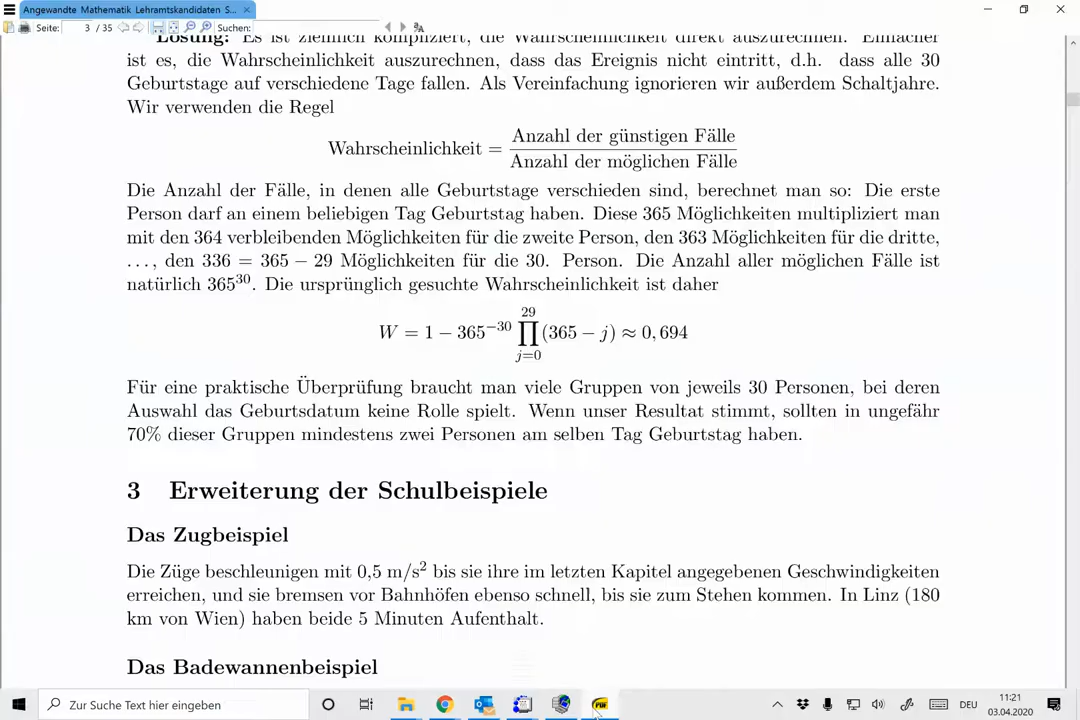 Angewandte Mathematik Lehramtskandidaten S...
Seite: 3 / 35 Suchen:
Lösung: Es ist ziemlich kompliziert, die Wahrscheinlichkeit direkt auszurechnen. Einfacher
ist es, die Wahrscheinlichkeit auszurechnen, dass das Ereignis nicht eintritt, d.h. dass alle 30
Geburtstage auf verschiedene Tage fallen. Als Vereinfachung ignorieren wir außerdem Schaltjahre.
Wir verwenden die Regel
Wahrscheinlichkeit = Anzahl der günstigen Fälle / Anzahl der möglichen Fälle
Die Anzahl der Fälle, in denen alle Geburtstage verschieden sind, berechnet man so: Die erste
Person darf an einem beliebigen Tag Geburtstag haben. Diese 365 Möglichkeiten multipliziert man
mit den 364 verbleibenden Möglichkeiten für die zweite Person, den 363 Möglichkeiten für die dritte,
..., den 336 = 365 − 29 Möglichkeiten für die 30. Person. Die Anzahl aller möglichen Fälle ist
natürlich 365³⁰. Die ursprünglich gesuchte Wahrscheinlichkeit ist daher
W = 1 − 365⁻³⁰ ∏_{j=0}^{29} (365 − j) ≈ 0,694
Für eine praktische Überprüfung braucht man viele Gruppen von jeweils 30 Personen, bei deren
Auswahl das Geburtsdatum keine Rolle spielt. Wenn unser Resultat stimmt, sollten in ungefähr
70% dieser Gruppen mindestens zwei Personen am selben Tag Geburtstag haben.
3 Erweiterung der Schulbeispiele
Das Zugbeispiel
Die Züge beschleunigen mit 0,5 m/s² bis sie ihre im letzten Kapitel angegebenen Geschwindigkeiten
erreichen, und sie bremsen vor Bahnhöfen ebenso schnell, bis sie zum Stehen kommen. In Linz (180
km von Wien) haben beide 5 Minuten Aufenthalt.
Das Badewannenbeispiel
Zur Suche Text hier eingeben
PDF
DEU
11:21
03.04.2020